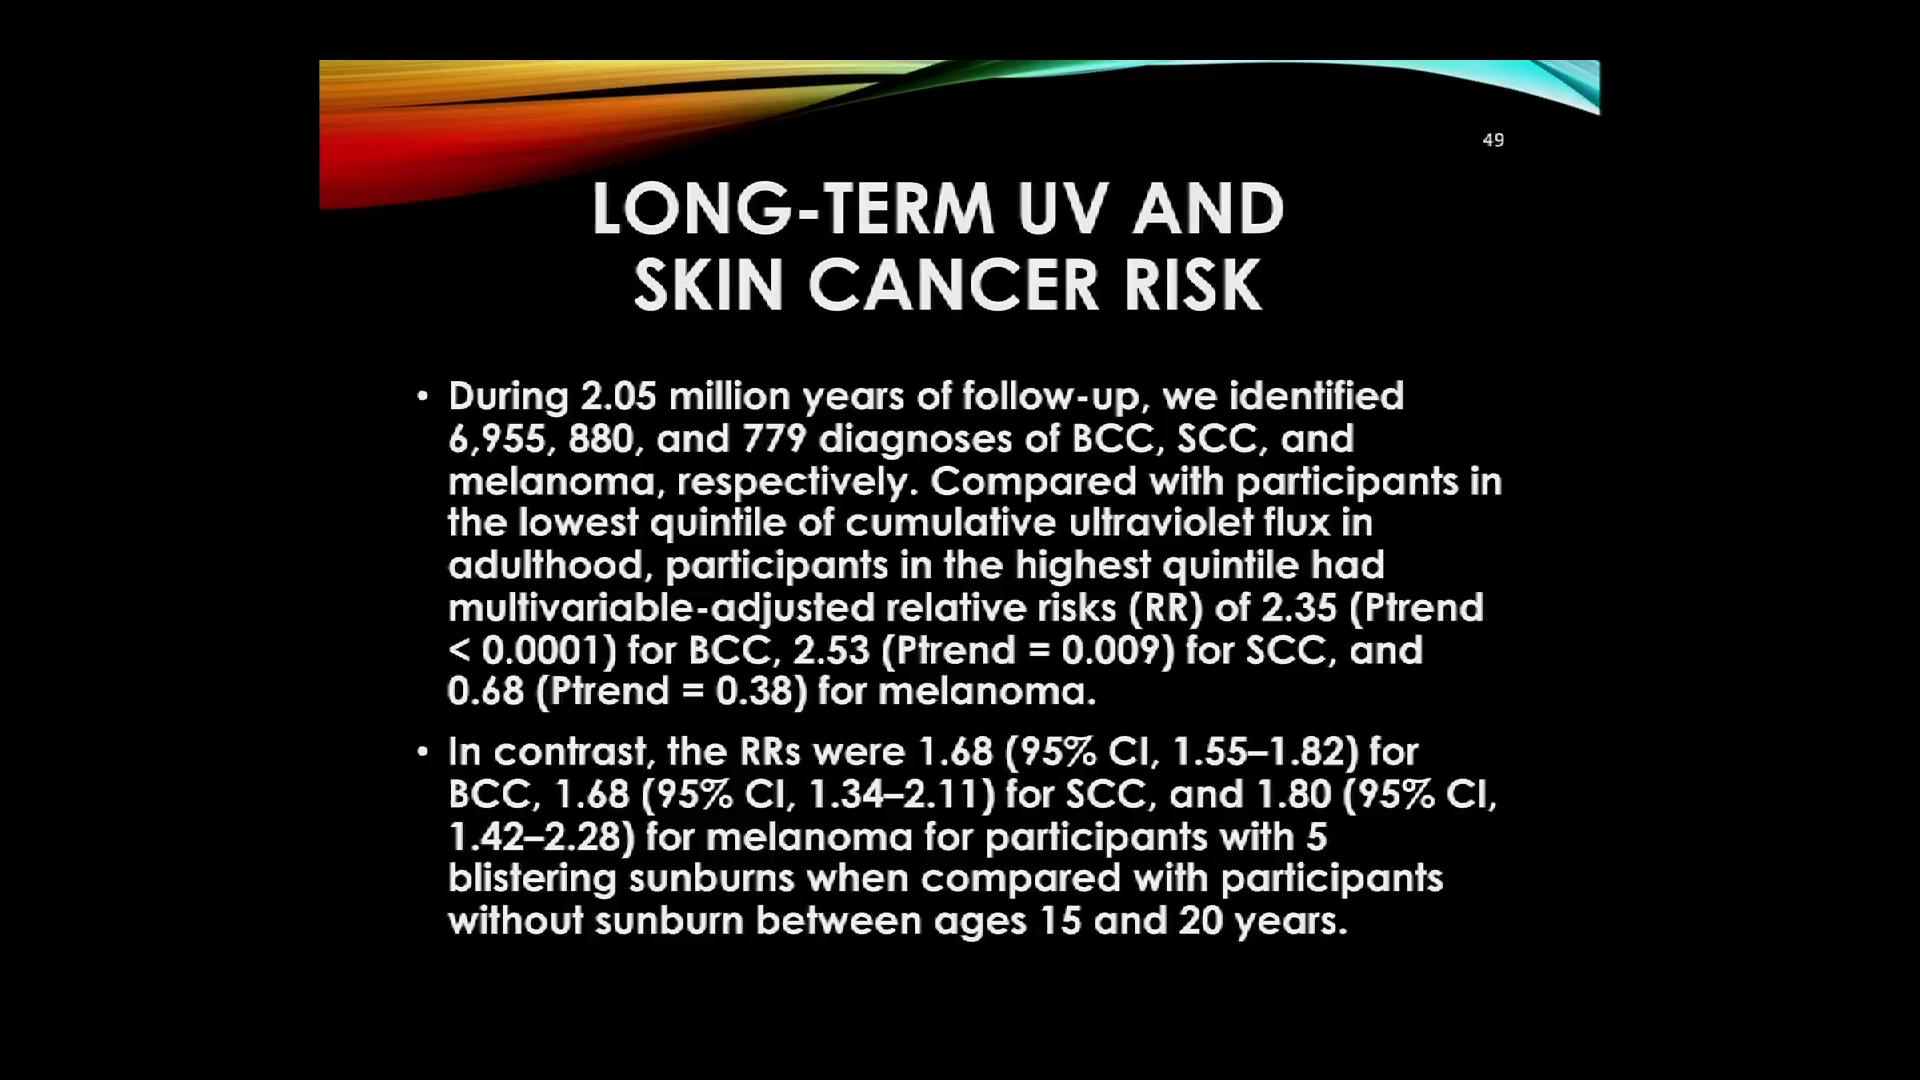 49
LONG-TERM UV AND
SKIN CANCER RISK
• During 2.05 million years of follow-up, we identified
6,955, 880, and 779 diagnoses of BCC, SCC, and
melanoma, respectively. Compared with participants in
the lowest quintile of cumulative ultraviolet flux in
adulthood, participants in the highest quintile had
multivariable-adjusted relative risks (RR) of 2.35 (Ptrend
< 0.0001) for BCC, 2.53 (Ptrend = 0.009) for SCC, and
0.68 (Ptrend = 0.38) for melanoma.
• In contrast, the RRs were 1.68 (95% CI, 1.55–1.82) for
BCC, 1.68 (95% CI, 1.34–2.11) for SCC, and 1.80 (95% CI,
1.42–2.28) for melanoma for participants with 5
blistering sunburns when compared with participants
without sunburn between ages 15 and 20 years.